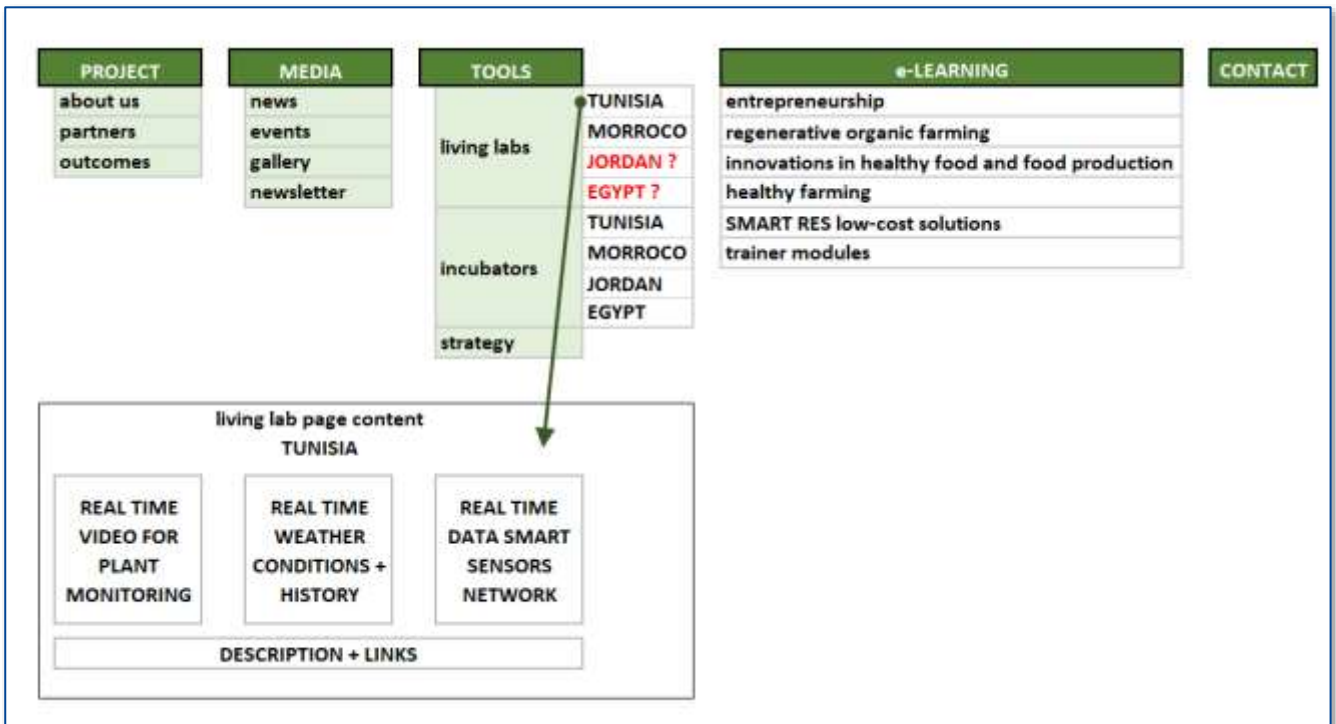 PROJECT
about us
partners
outcomes
MEDIA
news
events
gallery
newsletter
TOOLS
living labs
TUNISIA
MORROCO
JORDAN ?
EGYPT ?
incubators
TUNISIA
MORROCO
JORDAN
EGYPT
strategy
e-LEARNING
entrepreneurship
regenerative organic farming
innovations in healthy food and food production
healthy farming
SMART RES low-cost solutions
trainer modules
CONTACT
living lab page content
TUNISIA
REAL TIME
VIDEO FOR
PLANT
MONITORING
REAL TIME
WEATHER
CONDITIONS +
HISTORY
REAL TIME
DATA SMART
SENSORS
NETWORK
DESCRIPTION + LINKS